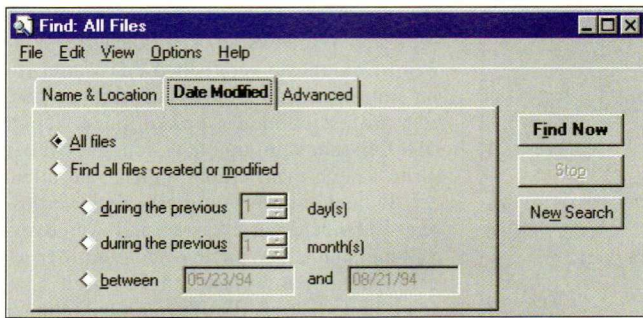 Find: All Files
File Edit View Options Help
Name & Location Date Modified Advanced
All files
Find all files created or modified
during the previous 1 day(s)
during the previous 1 month(s)
between 05/23/94 and 08/21/94
Find Now
Stop
New Search